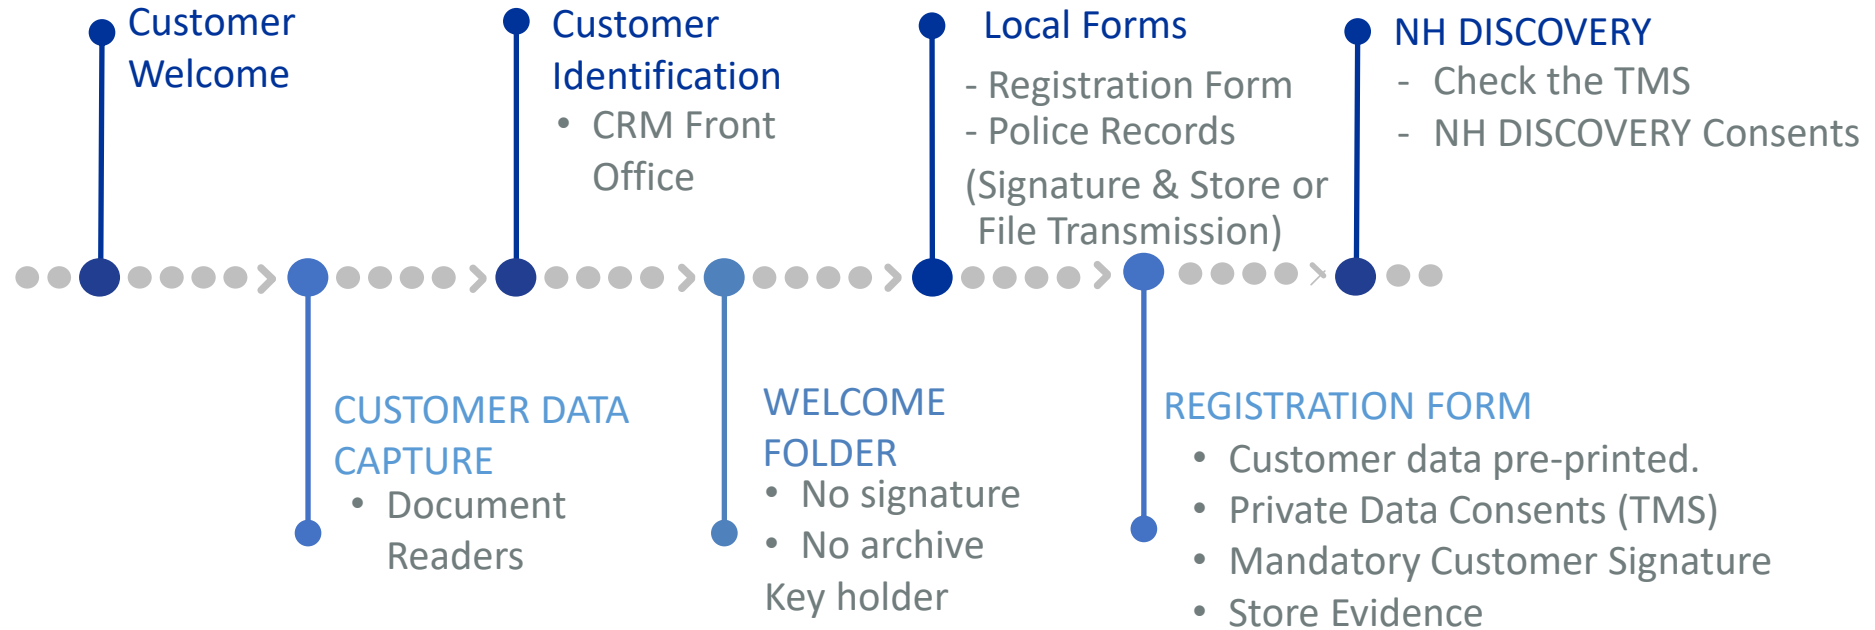 Customer
Welcome
Customer
Identification
• CRM Front
Office
Local Forms
- Registration Form
- Police Records
(Signature & Store or
File Transmission)
NH DISCOVERY
- Check the TMS
- NH DISCOVERY Consents
CUSTOMER DATA
CAPTURE
• Document
Readers
WELCOME
FOLDER
• No signature
• No archive
Key holder
REGISTRATION FORM
• Customer data pre-printed.
• Private Data Consents (TMS)
• Mandatory Customer Signature
• Store Evidence